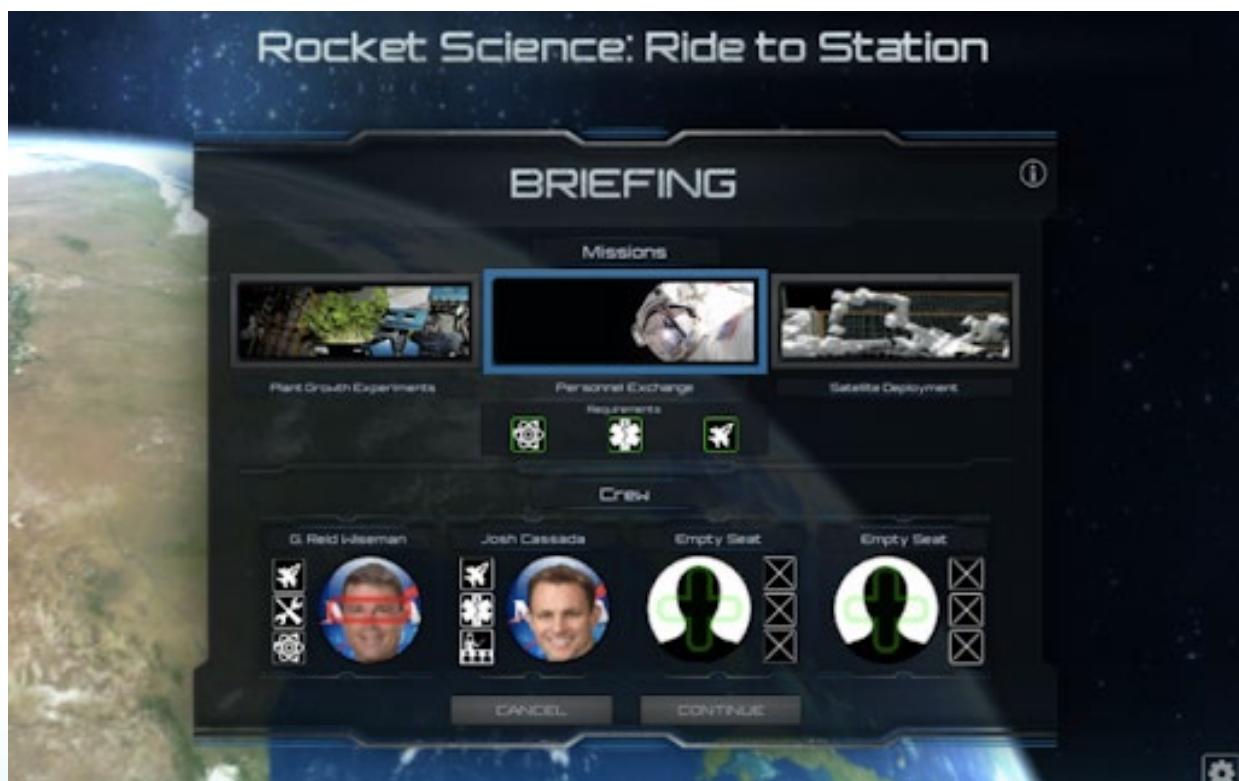 Rocket Science: Ride to Station
BRIEFING
Missions
Plant Growth Experiments
Personnel Exchange
Satellite Deployment
Requirements
Crew
G. Reid Wiseman
Josh Cassada
Empty Seat
Empty Seat
CANCEL
CONTINUE